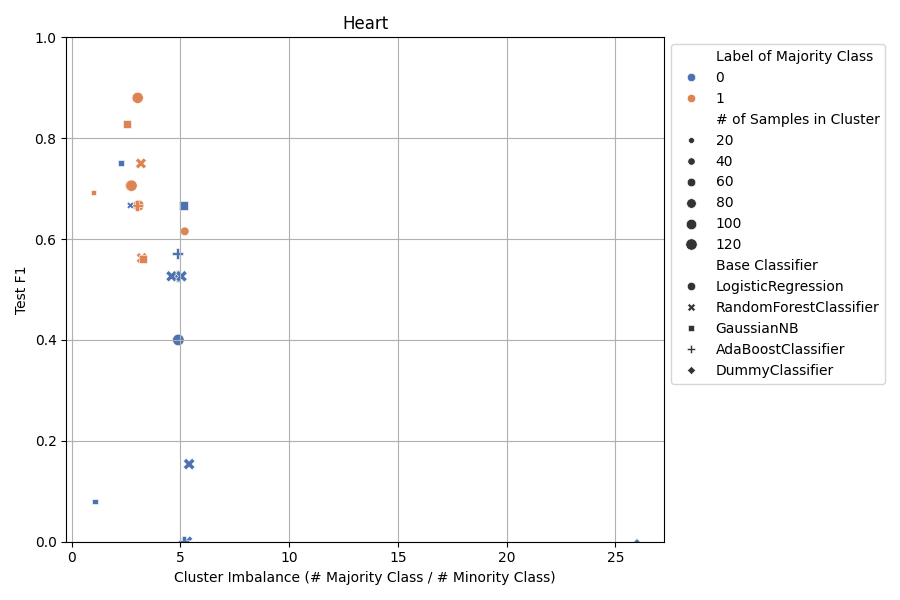 Heart
1.0
0.8
0.6
0.4
0.2
0.0
Test F1
0
5
10
15
20
25
Cluster Imbalance (# Majority Class / # Minority Class)
Label of Majority Class
0
1
# of Samples in Cluster
20
40
60
80
100
120
Base Classifier
LogisticRegression
RandomForestClassifier
GaussianNB
AdaBoostClassifier
DummyClassifier